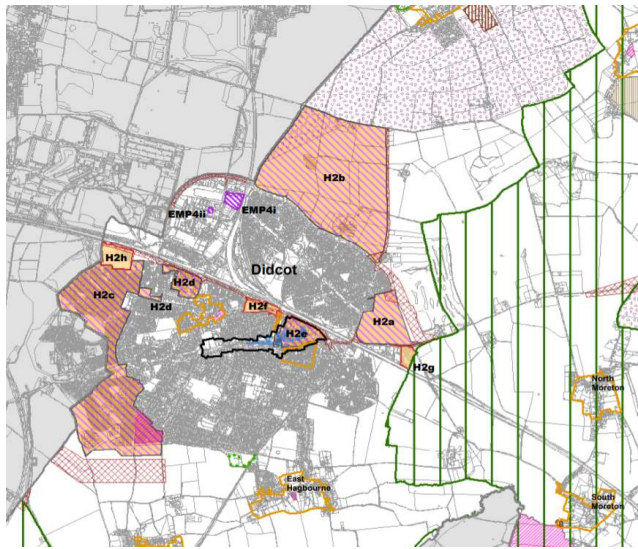 H2b
EMP4ii
EMP4i
H2h
Didcot
H2d
H2c
H2d
H2f
H2a
H2e
H2g
North
Moreton
East
Hagbourne
South
Moreton